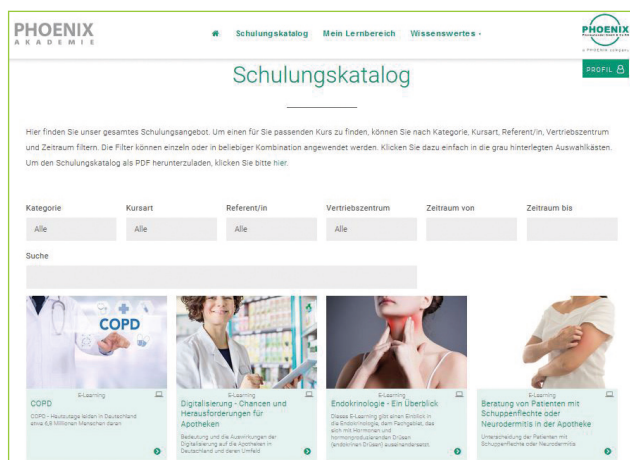 PHOENIX
AKADEMIE
Schulungskatalog Mein Lernbereich Wissenswertes
PHOENIX
PROFIL
Schulungskatalog
Hier finden Sie unser gesamtes Schulungsangebot. Um einen für Sie passenden Kurs zu finden, können Sie nach Kategorie, Kursart, Referent/in, Vertriebszentrum
und Zeitraum filtern. Die Filter können einzeln oder in beliebiger Kombination angewendet werden. Klicken Sie dazu einfach in die grau hinterlegten Auswahlkästen.
Um den Schulungskatalog als PDF herunterzuladen, klicken Sie bitte hier.
Kategorie Kursart Referent/in Vertriebszentrum Zeitraum von Zeitraum bis
Alle Alle Alle Alle
Suche
COPD
E-Learning
COPD
COPD - Heutzutage leiden in Deutschland
etwa 6,8 Millionen Menschen daran
E-Learning
Digitalisierung - Chancen und
Herausforderungen für
Apotheken
Bedeutung und die Auswirkungen der
Digitalisierung auf die Apotheken in
Deutschland und deren Umfeld
E-Learning
Endokrinologie - Ein Überblick
Dieses E-Learning gibt einen Einblick in
die Endokrinologie, dem Fachgebiet, das
sich mit Hormonen und
hormonproduzierenden Drüsen
(endokrinen Drüsen) auseinandersetzt.
E-Learning
Beratung von Patienten mit
Schuppenflechte oder
Neurodermitis in der Apotheke
Unterscheidung der Patienten mit
Schuppenflechte oder Neurodermitis